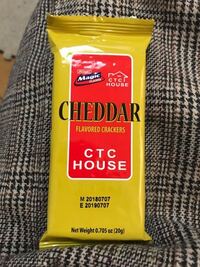 Magic
CTC
HOUSE
CHEDDAR
FLAVORED CRACKERS
CTC
HOUSE
M 20180707
E 20190707
Net Weight 0.705 oz (20g)